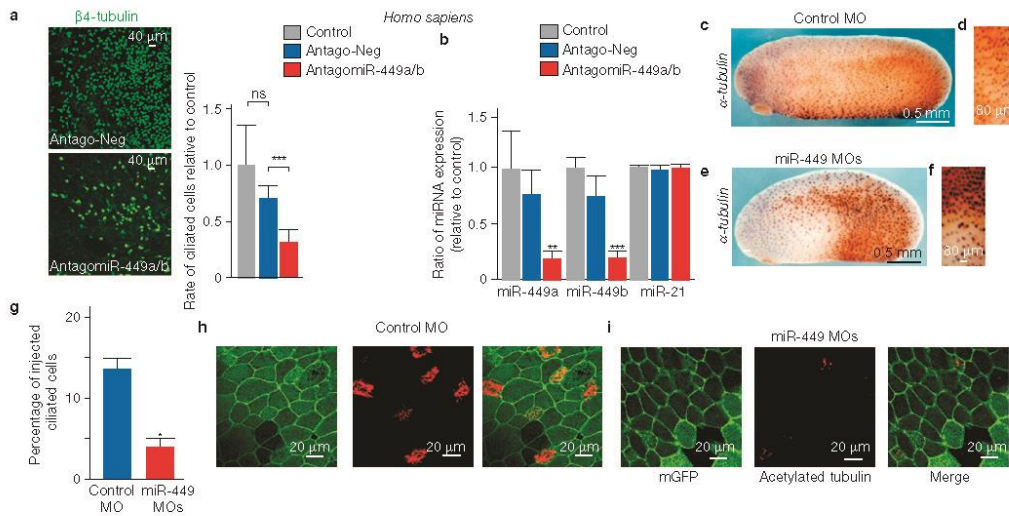 a
β4-tubulin
40 μm
Antago-Neg
40 μm
AntagomiR-449a/b
Homo sapiens
Control
Antago-Neg
AntagomiR-449a/b
Rate of ciliated cells relative to control
1.5
1.0
0.5
0
ns
***
b
Control
Antago-Neg
AntagomiR-449a/b
Ratio of miRNA expression
(relative to control)
1.5
1.0
0.5
0
**
***
miR-449a
miR-449b
miR-21
c
Control MO
α-tubulin
0.5 mm
d
80 μm
miR-449 MOs
e
α-tubulin
0.5 mm
f
80 μm
g
Percentage of injected
ciliated cells
20
10
0
*
Control
MO
miR-449
MOs
h
Control MO
20 μm
20 μm
20 μm
i
miR-449 MOs
20 μm
20 μm
20 μm
mGFP
Acetylated tubulin
Merge